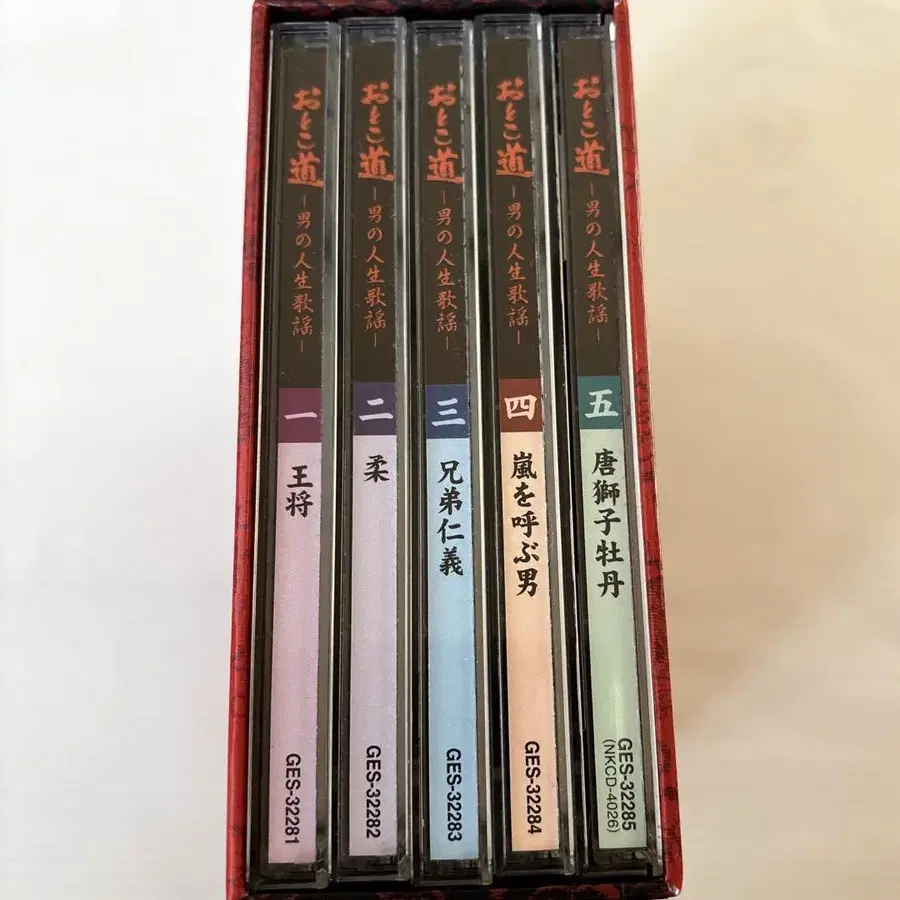 おとこ道
－男の人生歌謡－
一
王将
GES-32281
おとこ道
－男の人生歌謡－
二
柔
GES-32282
おとこ道
－男の人生歌謡－
三
兄弟仁義
GES-32283
おとこ道
－男の人生歌謡－
四
嵐を呼ぶ男
GES-32284
おとこ道
－男の人生歌謡－
五
唐獅子牡丹
GES-32285
(NKCD-4026)